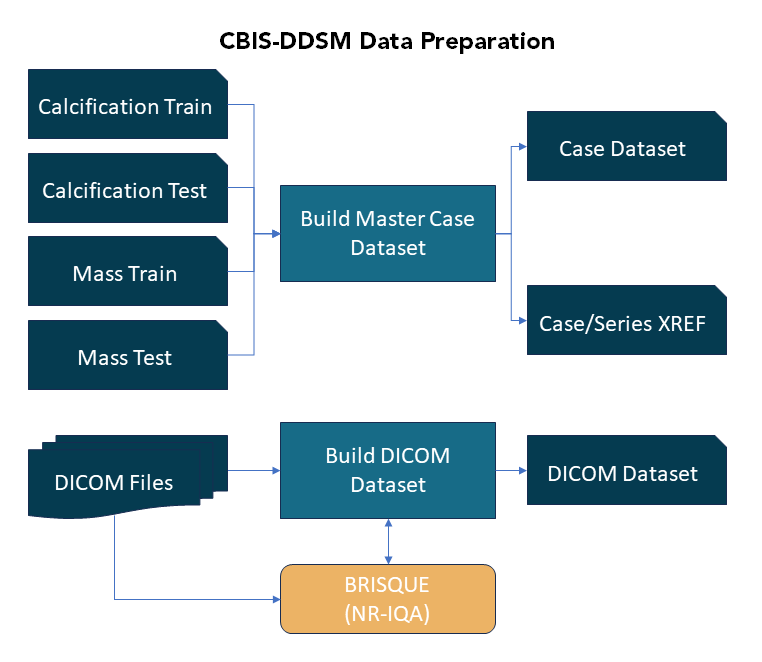 CBIS-DDSM Data Preparation
Calcification Train
Calcification Test
Mass Train
Mass Test
Build Master Case
Dataset
Case Dataset
Case/Series XREF
DICOM Files
Build DICOM
Dataset
DICOM Dataset
BRISQUE
(NR-IQA)